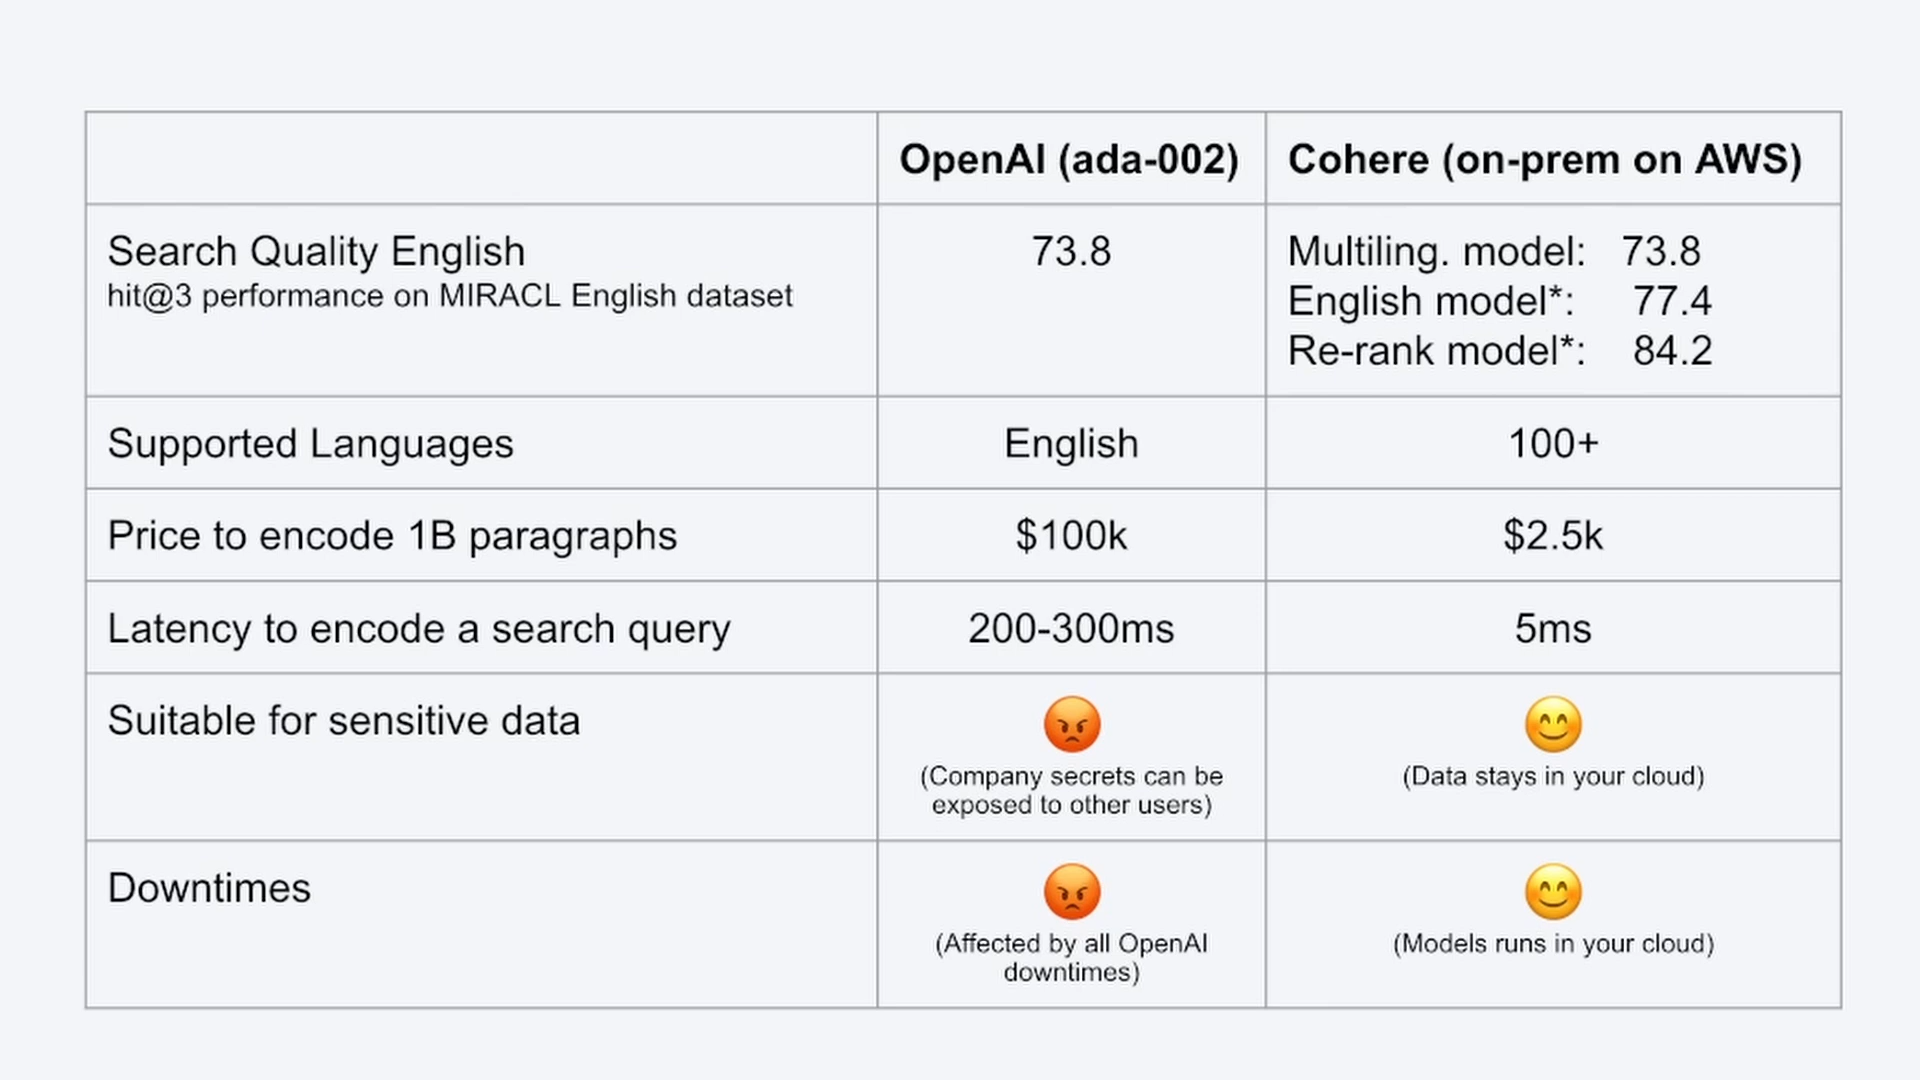 OpenAI (ada-002)
Cohere (on-prem on AWS)
Search Quality English
hit@3 performance on MIRACL English dataset
73.8
Multiling. model: 73.8
English model*: 77.4
Re-rank model*: 84.2
Supported Languages
English
100+
Price to encode 1B paragraphs
$100k
$2.5k
Latency to encode a search query
200-300ms
5ms
Suitable for sensitive data
(Company secrets can be
exposed to other users)
(Data stays in your cloud)
Downtimes
(Affected by all OpenAI
downtimes)
(Models runs in your cloud)